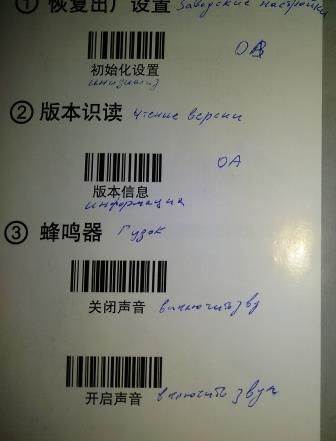 ① 恢复出厂设置 Заводские настройки
初始化设置
② 版本识读 Чтение версии
0A
版本信息
информация
③ 蜂鸣器 Гудок
关闭声音
开启声音 включить звук